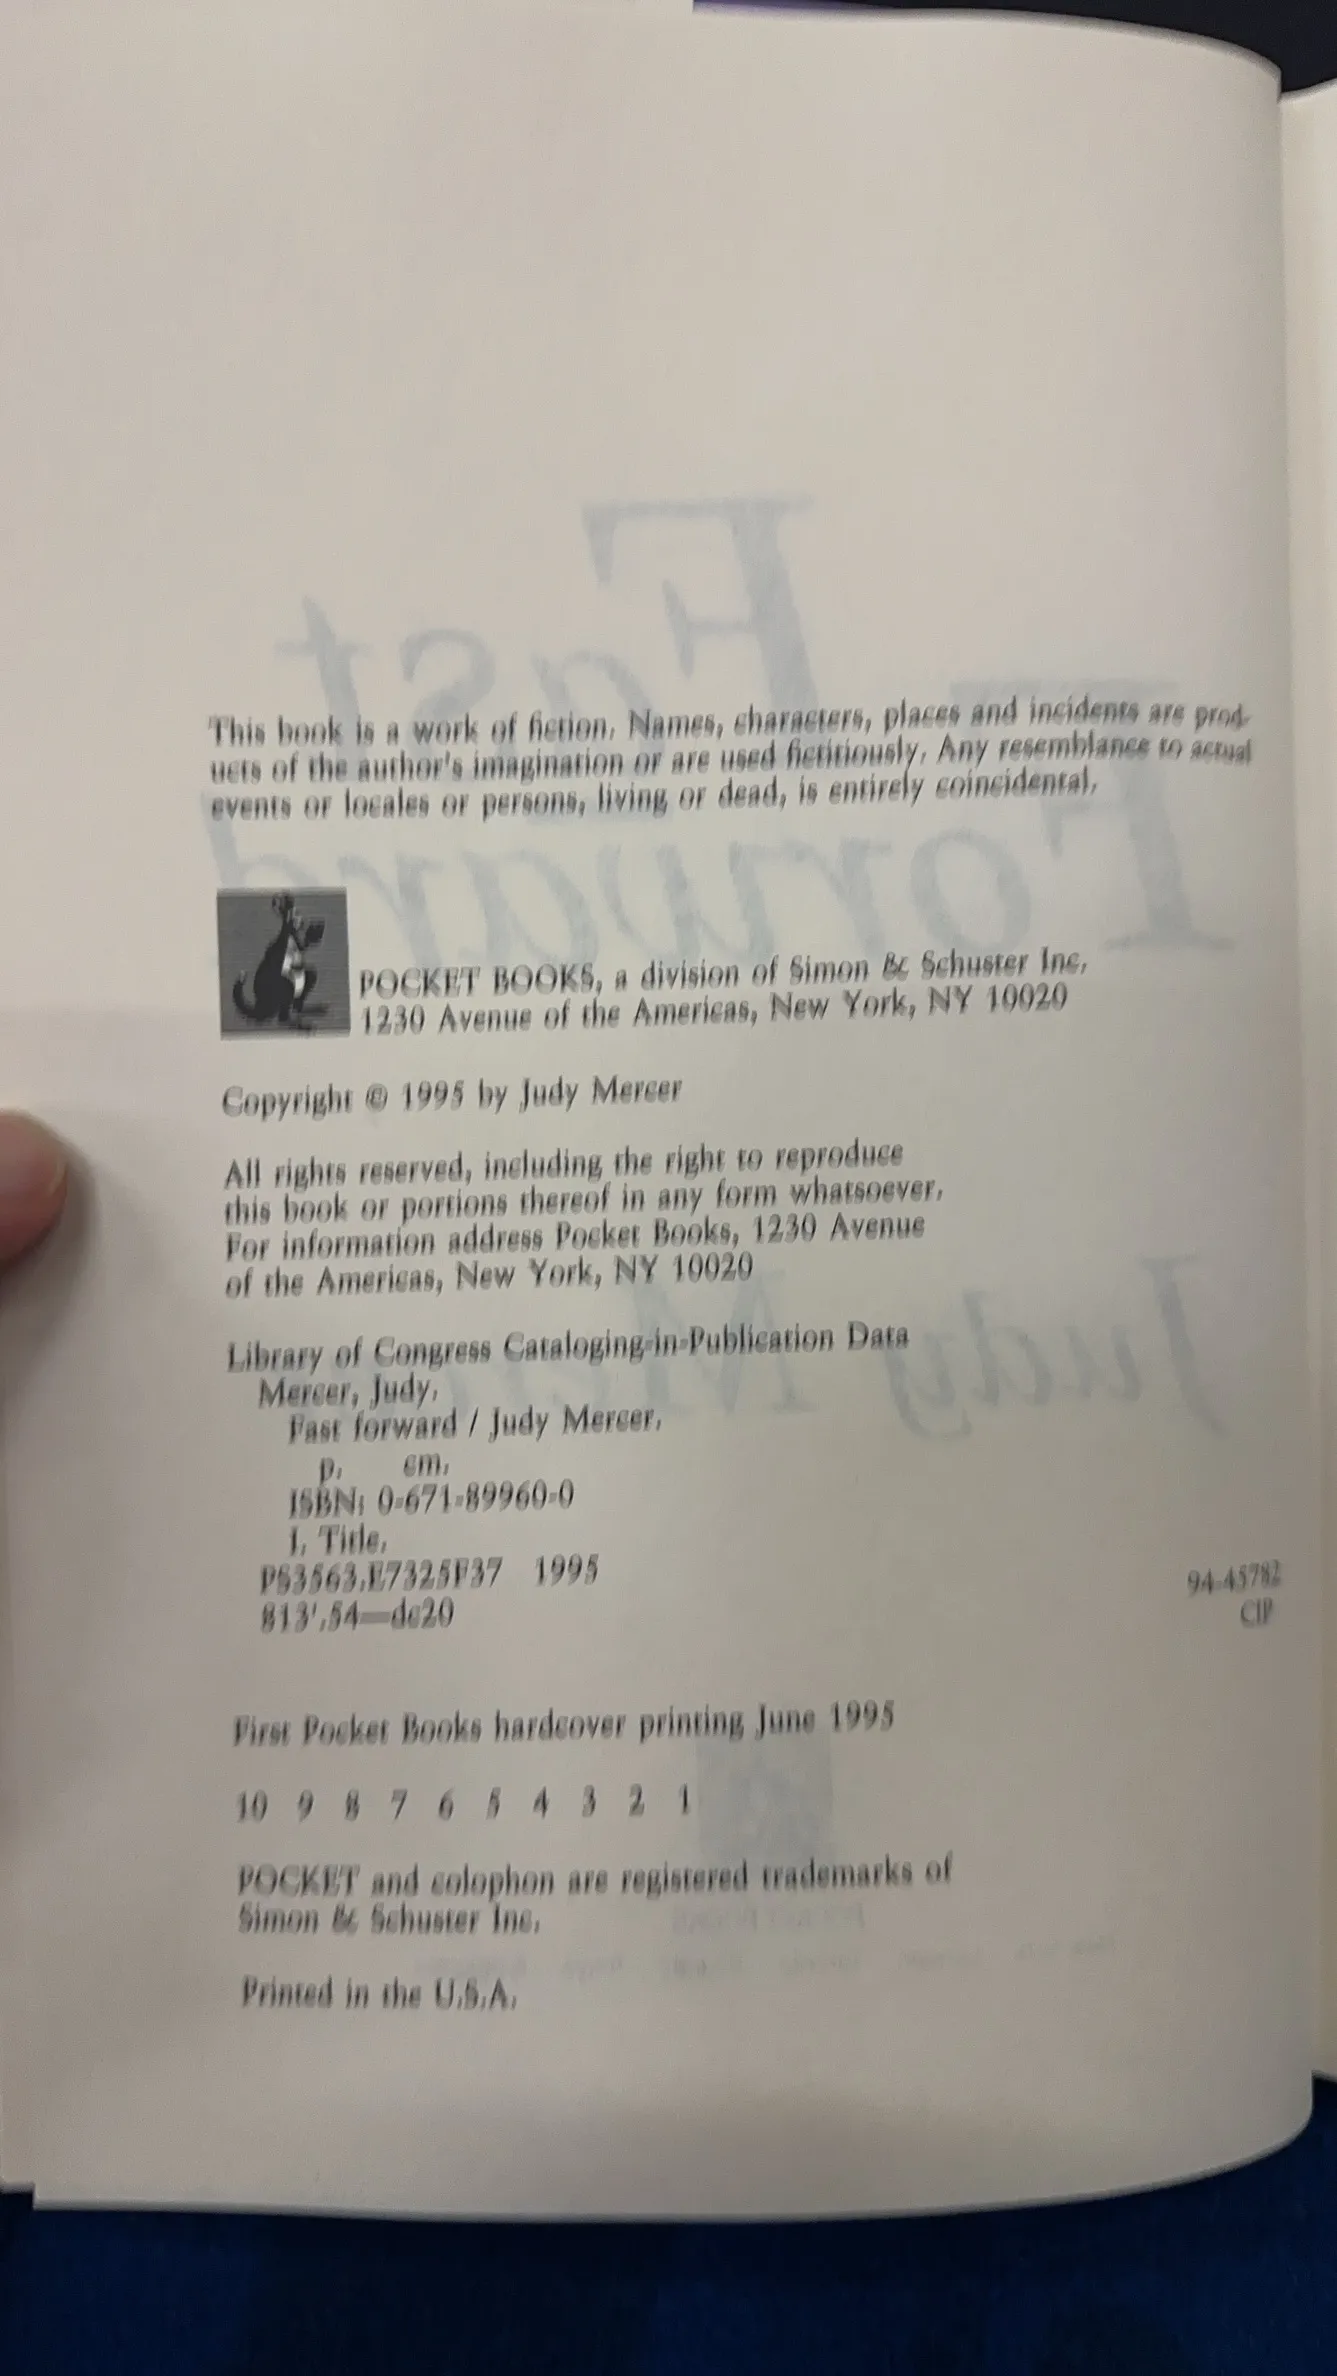 This book is a work of fiction. Names, characters, places and incidents are prod-
ucts of the author's imagination or are used fictitiously. Any resemblance to actual
events or locales or persons, living or dead, is entirely coincidental.
POCKET BOOKS, a division of Simon & Schuster Inc.
1230 Avenue of the Americas, New York, NY 10020
Copyright © 1995 by Judy Mercer
All rights reserved, including the right to reproduce
this book or portions thereof in any form whatsoever.
For information address Pocket Books, 1230 Avenue
of the Americas, New York, NY 10020
Library of Congress Cataloging-in-Publication Data
Mercer, Judy.
Fast forward / Judy Mercer.
p. cm.
ISBN: 0-671-89960-0
I. Title.
PS3563.E7325F37 1995
813'.54—dc20
94-45782
CIP
First Pocket Books hardcover printing June 1995
10 9 8 7 6 5 4 3 2 1
POCKET and colophon are registered trademarks of
Simon & Schuster Inc.
Printed in the U.S.A.